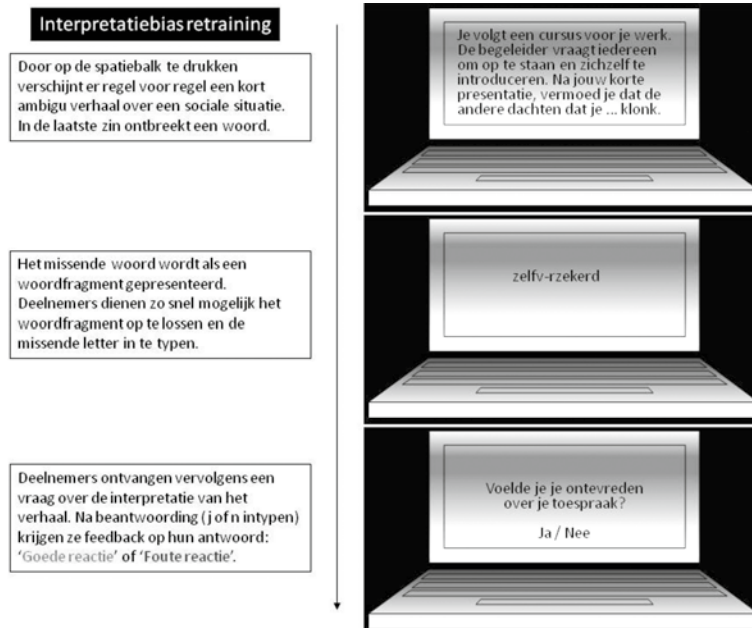 Interpretatiebias retraining
Door op de spatiebalk te drukken
verschijnt er regel voor regel een kort
ambigu verhaal over een sociale situatie.
In de laatste zin ontbreekt een woord.
Je volgt een cursus voor je werk.
De begeleider vraagt iedereen
om op te staan en zichzelf te
introduceren. Na jouw korte
presentatie, vermoed je dat de
andere dachten dat je ... klonk.
Het missende woord wordt als een
woordfragment gepresenteerd.
Deelnemers dienen zo snel mogelijk het
woordfragment op te lossen en de
missende letter in te typen.
zelfv-rzekerd
Deelnemers ontvangen vervolgens een
vraag over de interpretatie van het
verhaal. Na beantwoording (j of n intypen)
krijgen ze feedback op hun antwoord:
‘Goede reactie’ of ‘Foute reactie’.
Voelde je je ontevreden
over je toespraak?
Ja / Nee